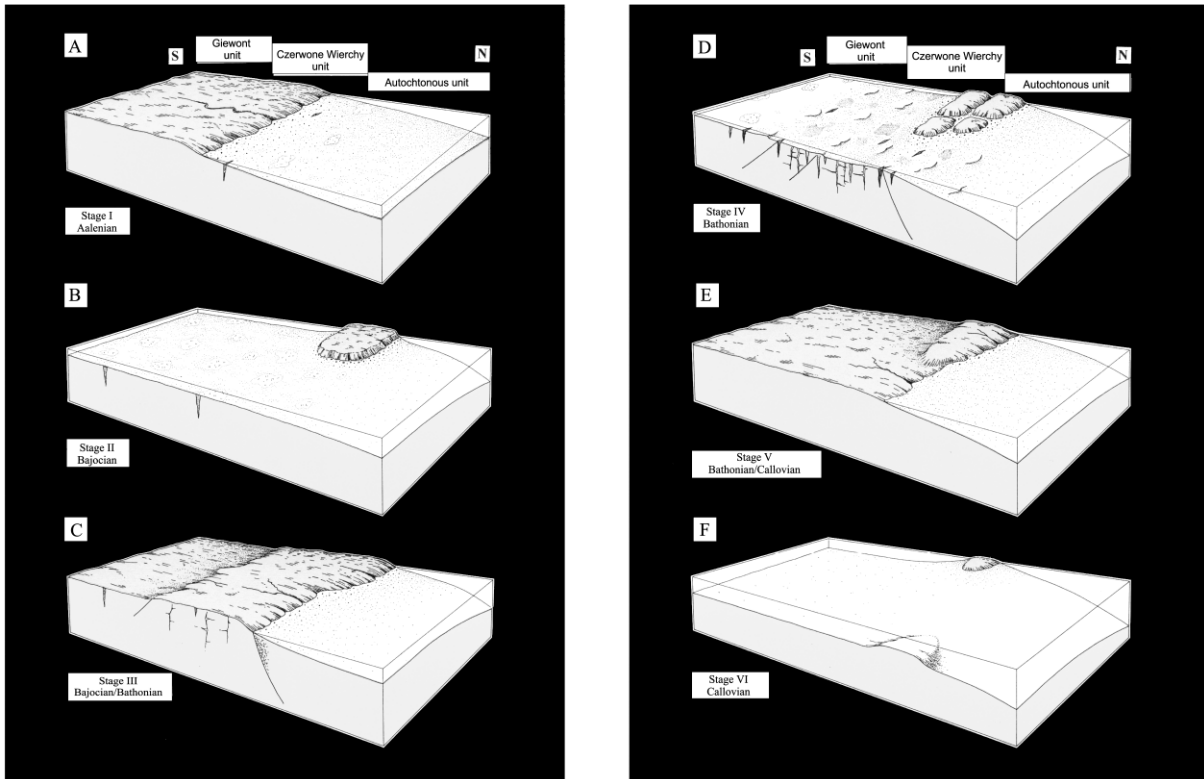 A
S
Giewont
unit
Czerwone Wierchy
unit
Autochtonous unit
N
Stage I
Aalenian
B
Stage II
Bajocian
C
Stage III
Bajocian/Bathonian
D
S
Giewont
unit
Czerwone Wierchy
unit
Autochtonous unit
N
Stage IV
Bathonian
E
Stage V
Bathonian/Callovian
F
Stage VI
Callovian